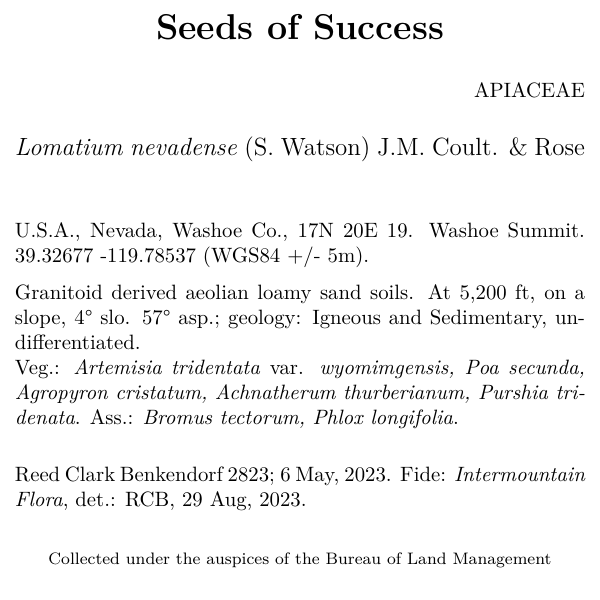 Seeds of Success
APIACEAE
Lomatium nevadense (S. Watson) J.M. Coult. & Rose
U.S.A., Nevada, Washoe Co., 17N 20E 19. Washoe Summit.
39.32677 -119.78537 (WGS84 +/- 5m).
Granitoid derived aeolian loamy sand soils. At 5,200 ft, on a
slope, 4° slo. 57° asp.; geology: Igneous and Sedimentary, un-
differentiated.
Veg.: Artemisia tridentata var. wyomimgensis, Poa secunda,
Agropyron cristatum, Achnatherum thurberianum, Purshia tri-
denata. Ass.: Bromus tectorum, Phlox longifolia.
Reed Clark Benkendorf 2823; 6 May, 2023. Fide: Intermountain
Flora, det.: RCB, 29 Aug, 2023.
Collected under the auspices of the Bureau of Land Management